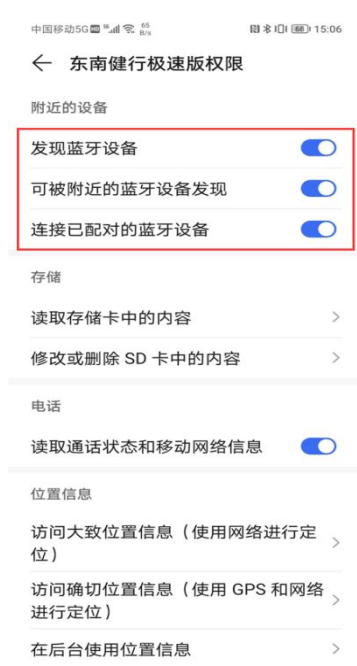 中国移动5G 65 B/s 15:06
← 东南健行极速版权限
附近的设备
发现蓝牙设备
可被附近的蓝牙设备发现
连接已配对的蓝牙设备
存储
读取存储卡中的内容
修改或删除 SD 卡中的内容
电话
读取通话状态和移动网络信息
位置信息
访问大致位置信息（使用网络进行定
位）
访问确切位置信息（使用 GPS 和网络
进行定位）
在后台使用位置信息